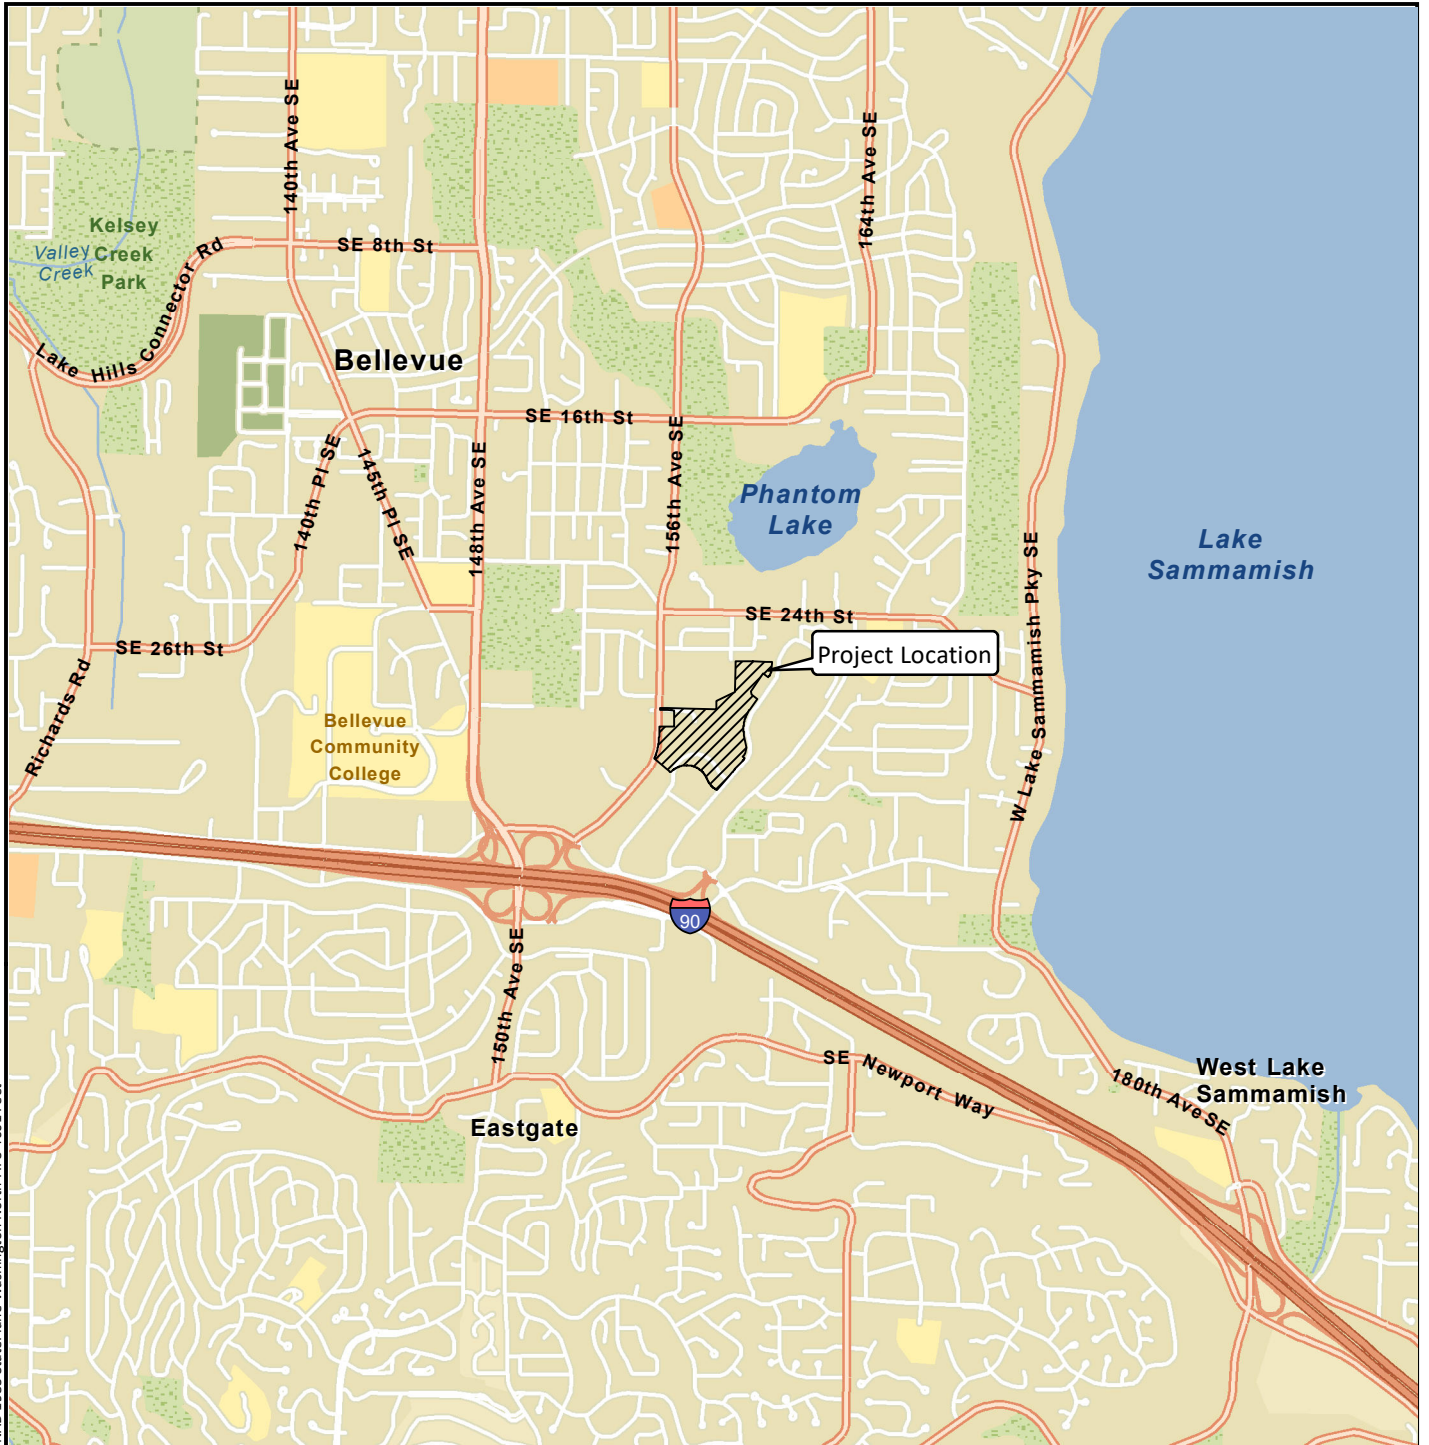 140th Ave SE
164th Ave SE
Kelsey
Creek
Park
Valley
Creek
SE 8th St
Lake Hills Connector Rd
Bellevue
SE 16th St
140th Pl SE
145th Pl SE
148th Ave SE
156th Ave SE
Phantom
Lake
Lake
Sammamish
W Lake Sammamish Pky SE
SE 24th St
SE 26th St
Project Location
Richards Rd
Bellevue
Community
College
90
150th Ave SE
SE Newport Way
West Lake
Sammamish
180th Ave SE
Eastgate